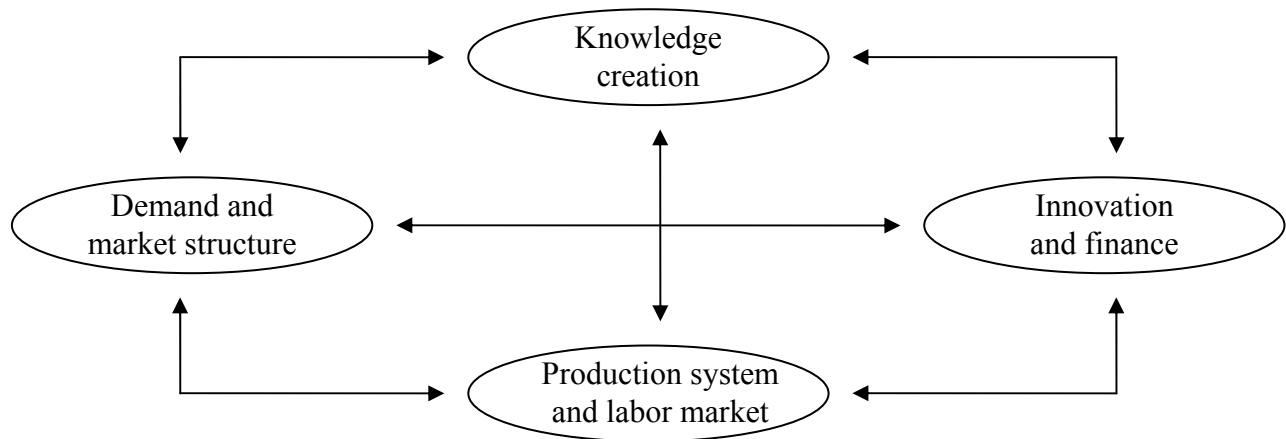 Knowledge
creation
Demand and
market structure
Innovation
and finance
Production system
and labor market